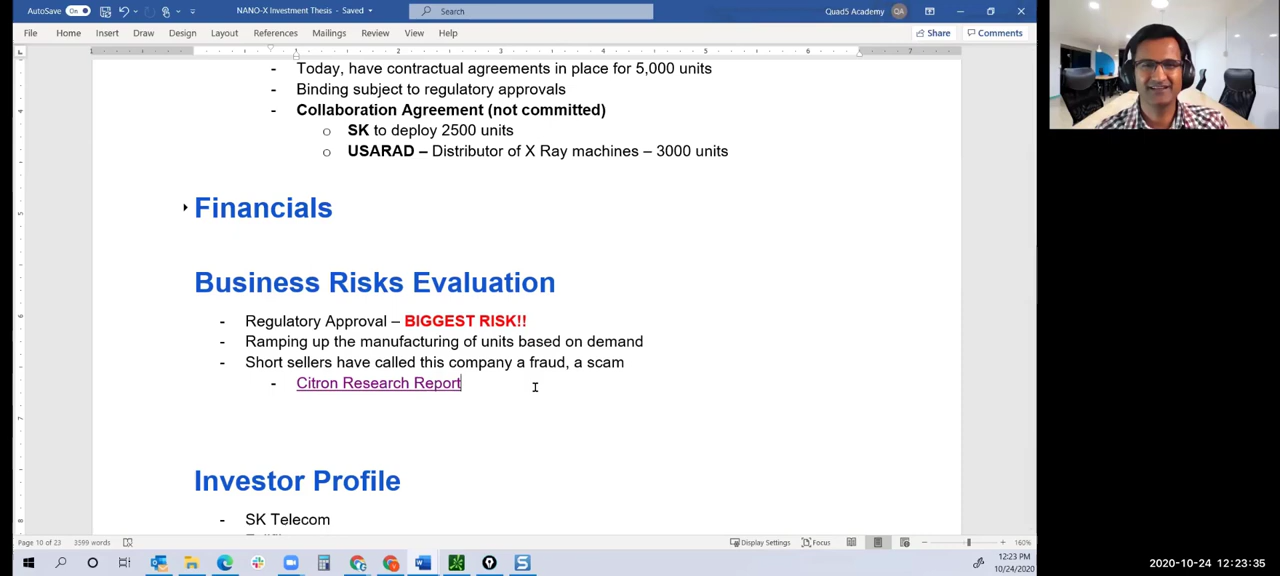 AutoSave On NANO-X Investment Thesis - Saved Search Quad5 Academy QA
File Home Insert Draw Design Layout References Mailings Review View Help Share Comments
- Today, have contractual agreements in place for 5,000 units
- Binding subject to regulatory approvals
- Collaboration Agreement (not committed)
o SK to deploy 2500 units
o USARAD – Distributor of X Ray machines – 3000 units
Financials
Business Risks Evaluation
- Regulatory Approval – BIGGEST RISK!!
- Ramping up the manufacturing of units based on demand
- Short sellers have called this company a fraud, a scam
- Citron Research Report
Investor Profile
- SK Telecom
Page 10 of 23 3599 words Display Settings Focus 160%
12:23 PM
10/24/2020
2020-10-24 12:23:35